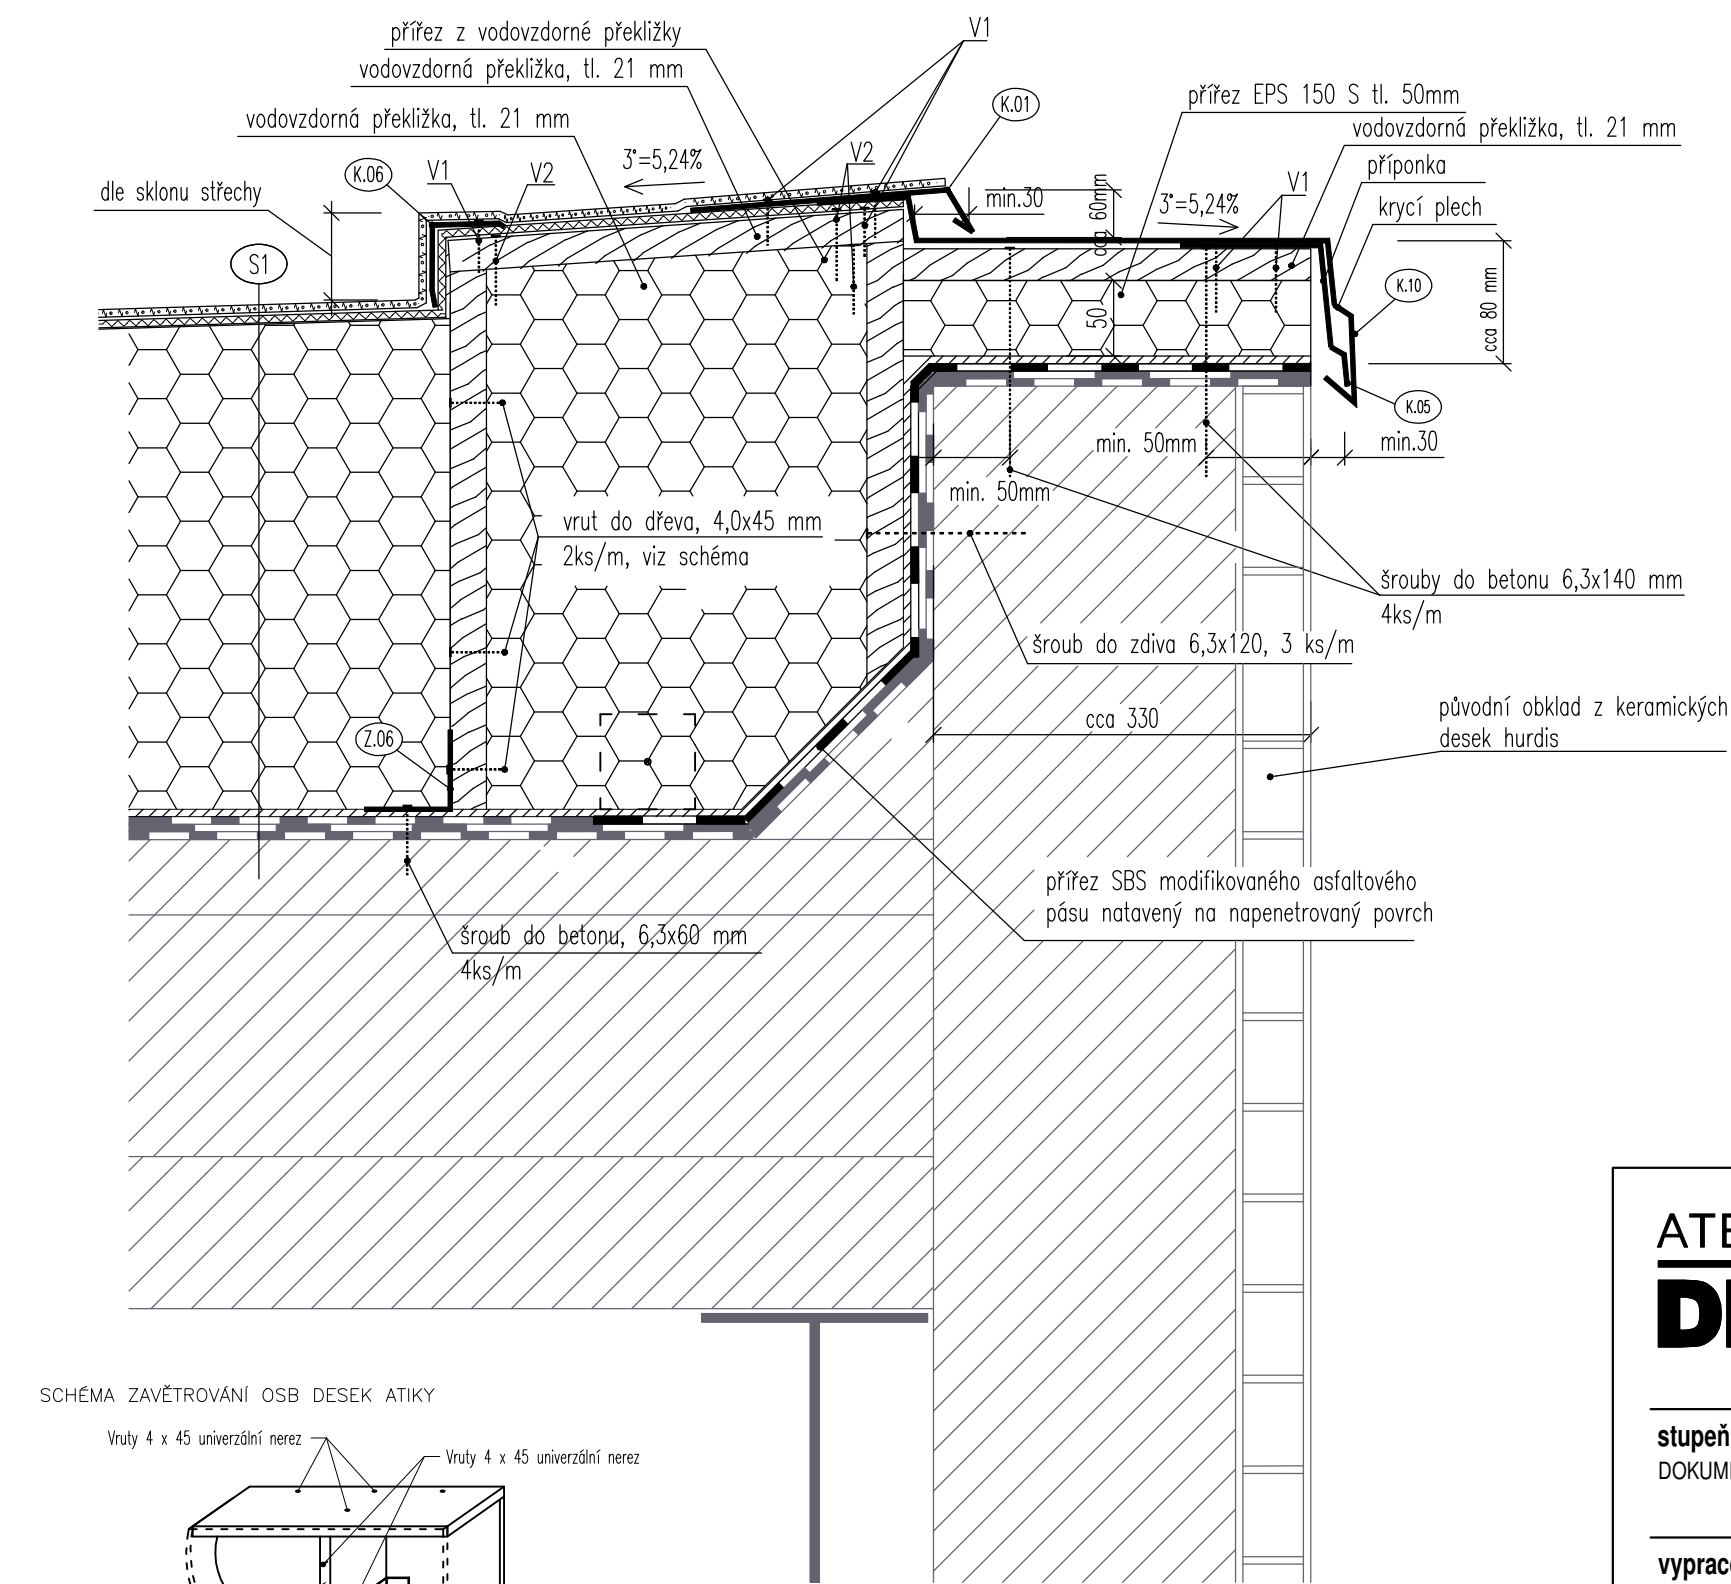 přířez z vodovzdorné překližky
V1
vodovzdorná překližka, tl. 21 mm
přířez EPS 150 S tl. 50mm
K.01
vodovzdorná překližka, tl. 21 mm
vodovzdorná překližka, tl. 21 mm
3°=5,24%
V2
příponka
K.06
V1
V2
V1
dle sklonu střechy
min.30
cca 60mm
3°=5,24%
krycí plech
S1
K.10
50
cca 80 mm
K.05
min. 50mm
min.30
min. 50mm
vrut do dřeva, 4,0x45 mm
2ks/m, viz schéma
šrouby do betonu 6,3x140 mm
4ks/m
šroub do zdiva 6,3x120, 3 ks/m
původní obklad z keramických
desek hurdis
cca 330
Z.06
přířez SBS modifikovaného asfaltového
pásu natavený na napenetrovaný povrch
šroub do betonu, 6,3x60 mm
4ks/m
SCHÉMA ZAVĚTROVÁNÍ OSB DESEK ATIKY
Vruty 4 x 45 univerzální nerez
Vruty 4 x 45 univerzální nerez
stupeň